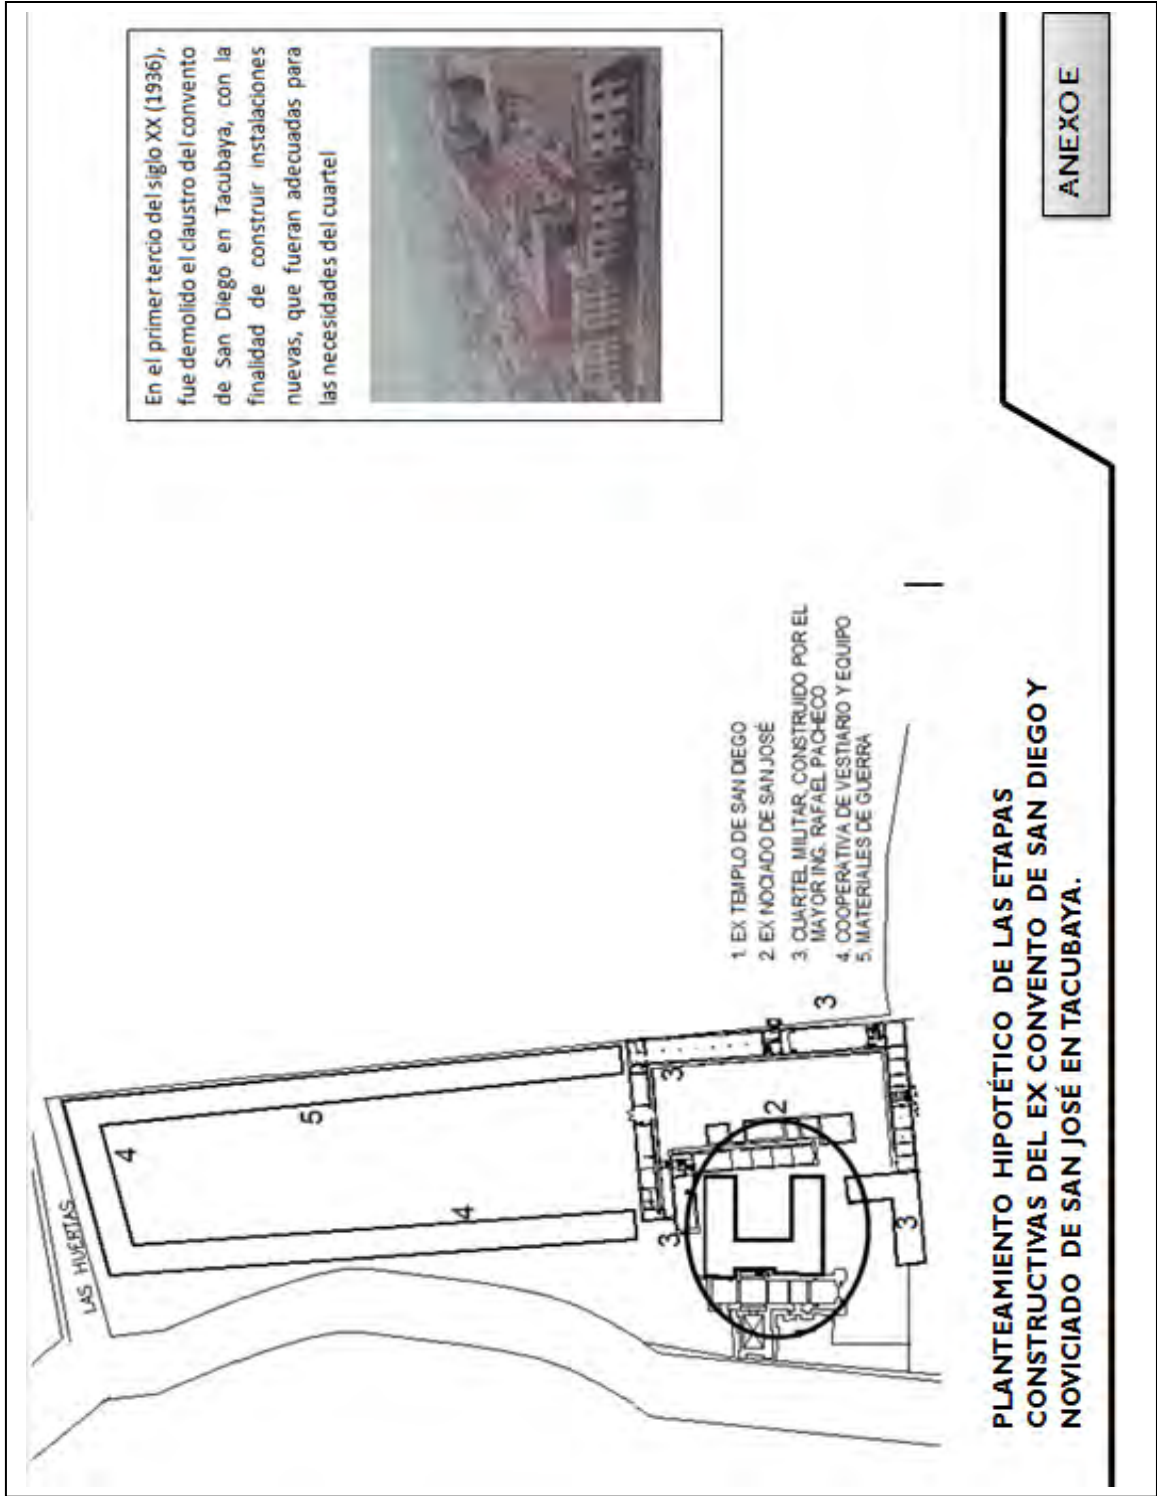 En el primer tercio del siglo XX (1936),
fue demolido el claustro del convento
de San Diego en Tacubaya, con la
finalidad de construir instalaciones
nuevas, que fueran adecuadas para
las necesidades del cuartel
LAS HUERTAS
4
5
4
3
3
2
3
3
1. EX TEMPLO DE SAN DIEGO
2. EX NOCIADO DE SAN JOSÉ
3. CUARTEL MILITAR, CONSTRUIDO POR EL
MAYOR ING. RAFAEL PACHECO
4. COOPERATIVA DE VESTIARIO Y EQUIPO
5. MATERIALES DE GUERRA
PLANTEAMIENTO HIPOTÉTICO DE LAS ETAPAS
CONSTRUCTIVAS DEL EX CONVENTO DE SAN DIEGO Y
NOVICIADO DE SAN JOSÉ EN TACUBAYA.
ANEXO E